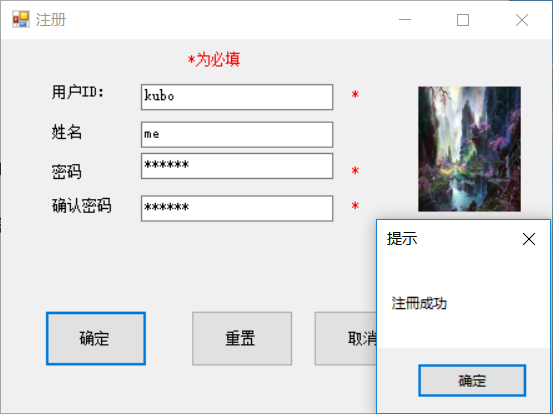 注册
*为必填
用户ID:
kubo
*
姓名
me
密码
******
*
确认密码
******
*
确定
重置
取消
提示
注冊成功
确定